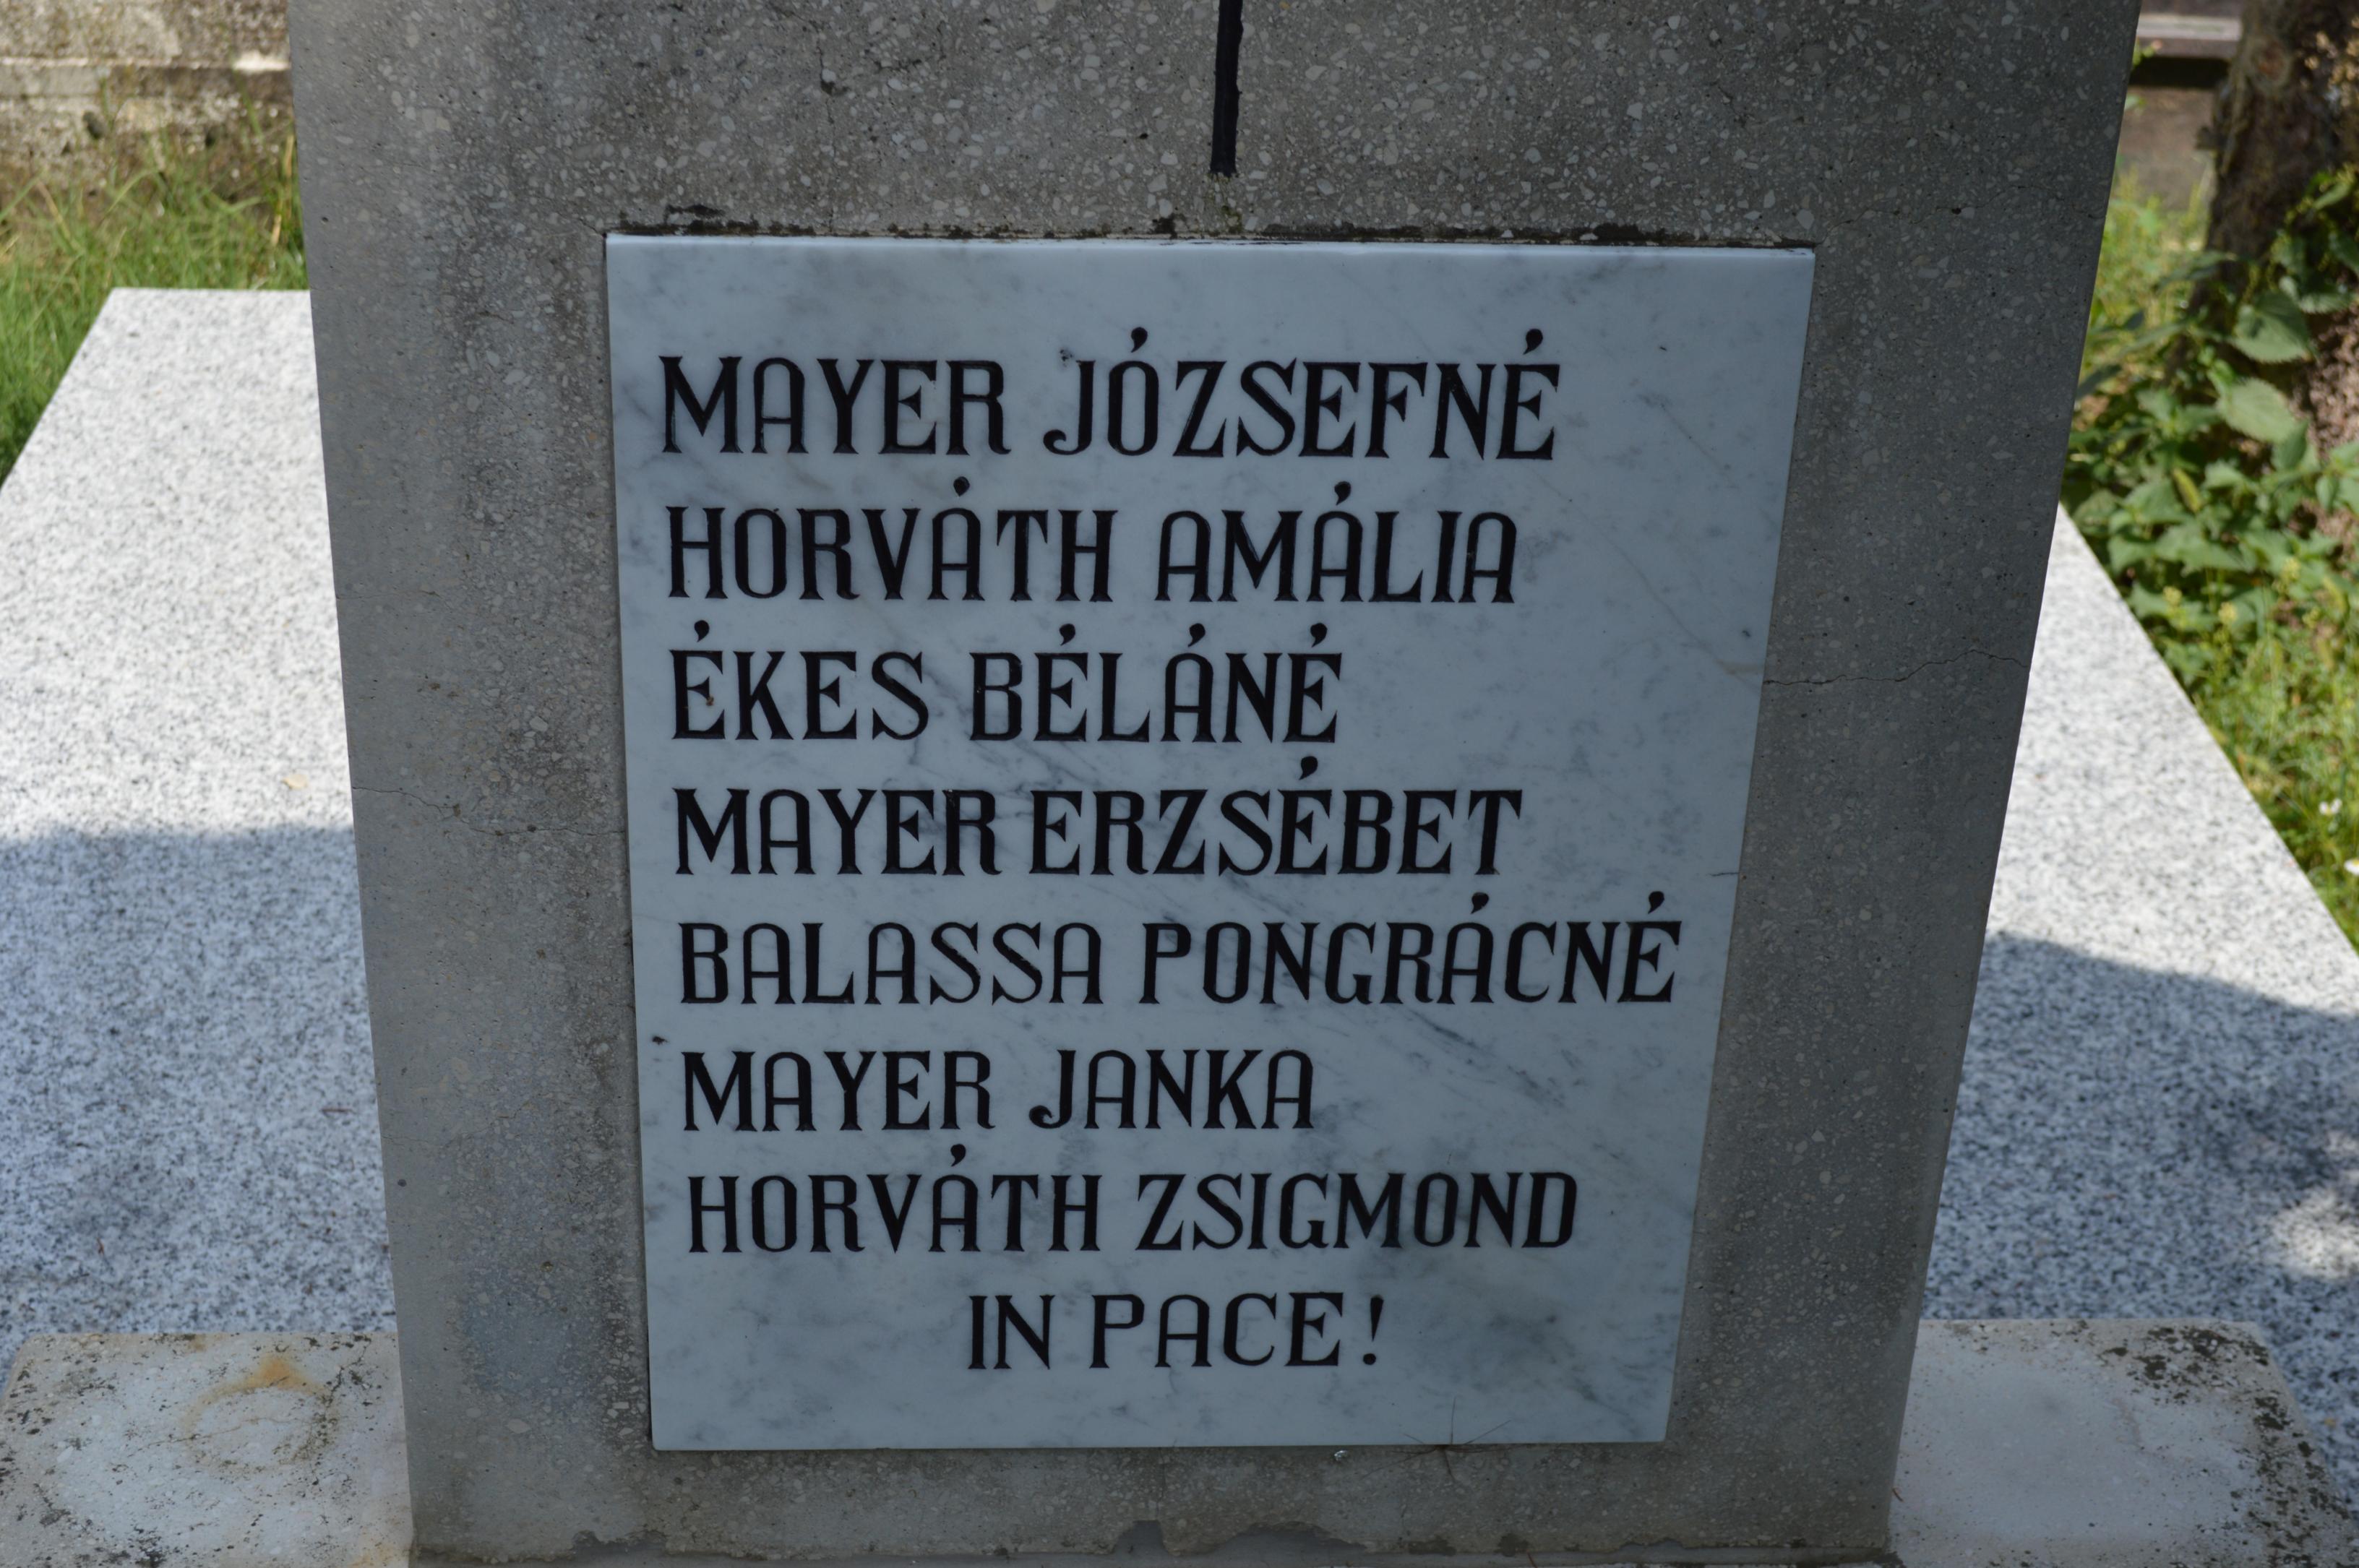 MAYER JÓZSEFNÉ
HORVÁTH AMÁLIA
ÉKES BÉLÁNÉ
MAYER ERZSÉBET
BALASSA PONGRÁCNÉ
MAYER JANKA
HORVÁTH ZSIGMOND
IN PACE!